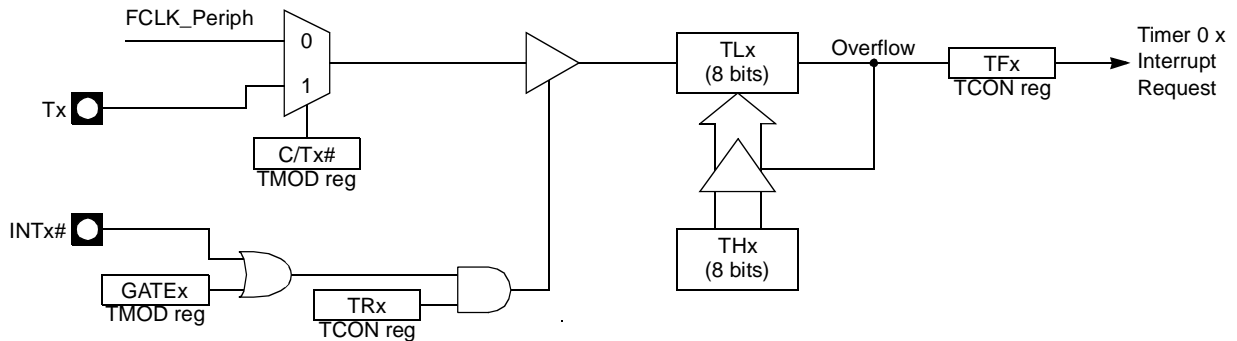 FCLK_Periph
0
1
Tx
C/Tx#
TMOD reg
INTx#
GATEx
TMOD reg
TRx
TCON reg
TLx
(8 bits)
THx
(8 bits)
Overflow
TFx
TCON reg
Timer 0 x
Interrupt
Request